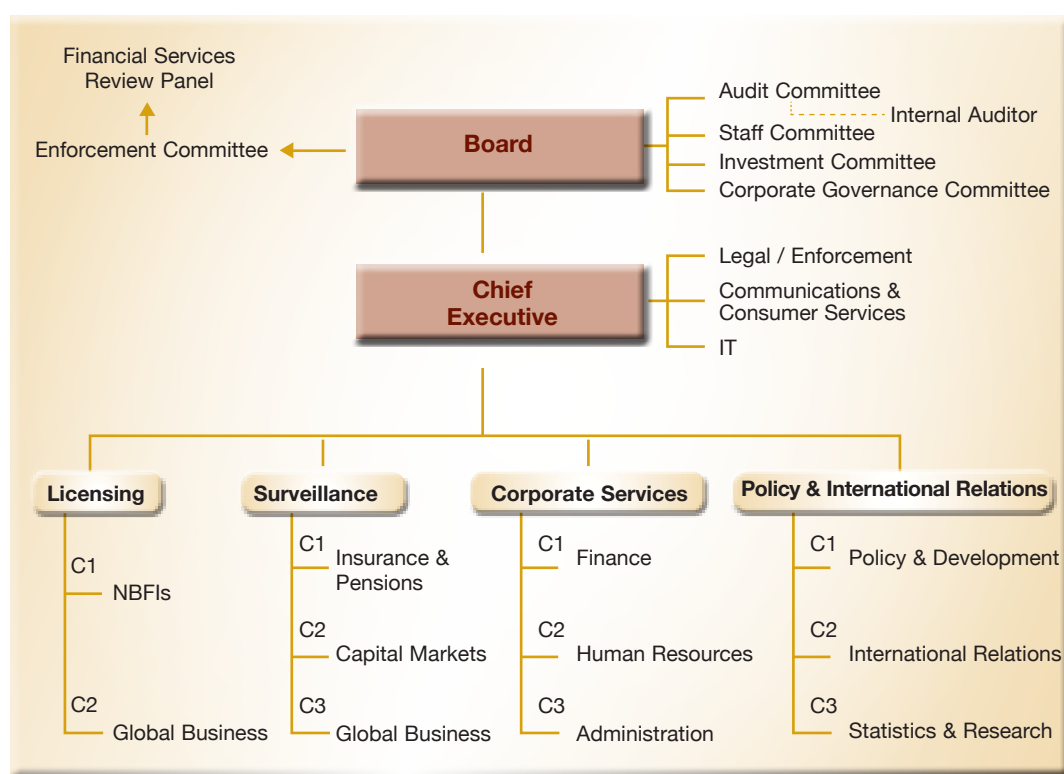 Financial Services
Review Panel
Enforcement Committee
Board
Audit Committee
Internal Auditor
Staff Committee
Investment Committee
Corporate Governance Committee
Chief
Executive
Legal / Enforcement
Communications &
Consumer Services
IT
Licensing
C1
NBFIs
C2
Global Business
Surveillance
C1
Insurance &
Pensions
C2
Capital Markets
C3
Global Business
Corporate Services
C1
Finance
C2
Human Resources
C3
Administration
Policy & International Relations
C1
Policy & Development
C2
International Relations
C3
Statistics & Research